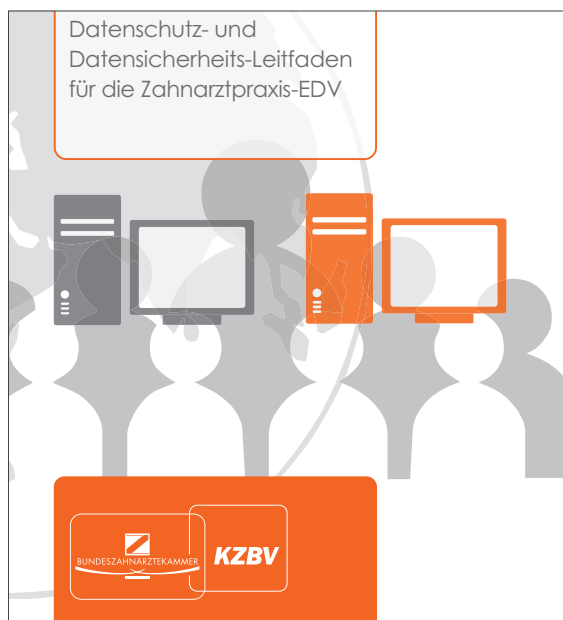 Datenschutz- und
Datensicherheits-Leitfaden
für die Zahnarztpraxis-EDV
BUNDESZAHNÄRZTEKAMMER
KZBV